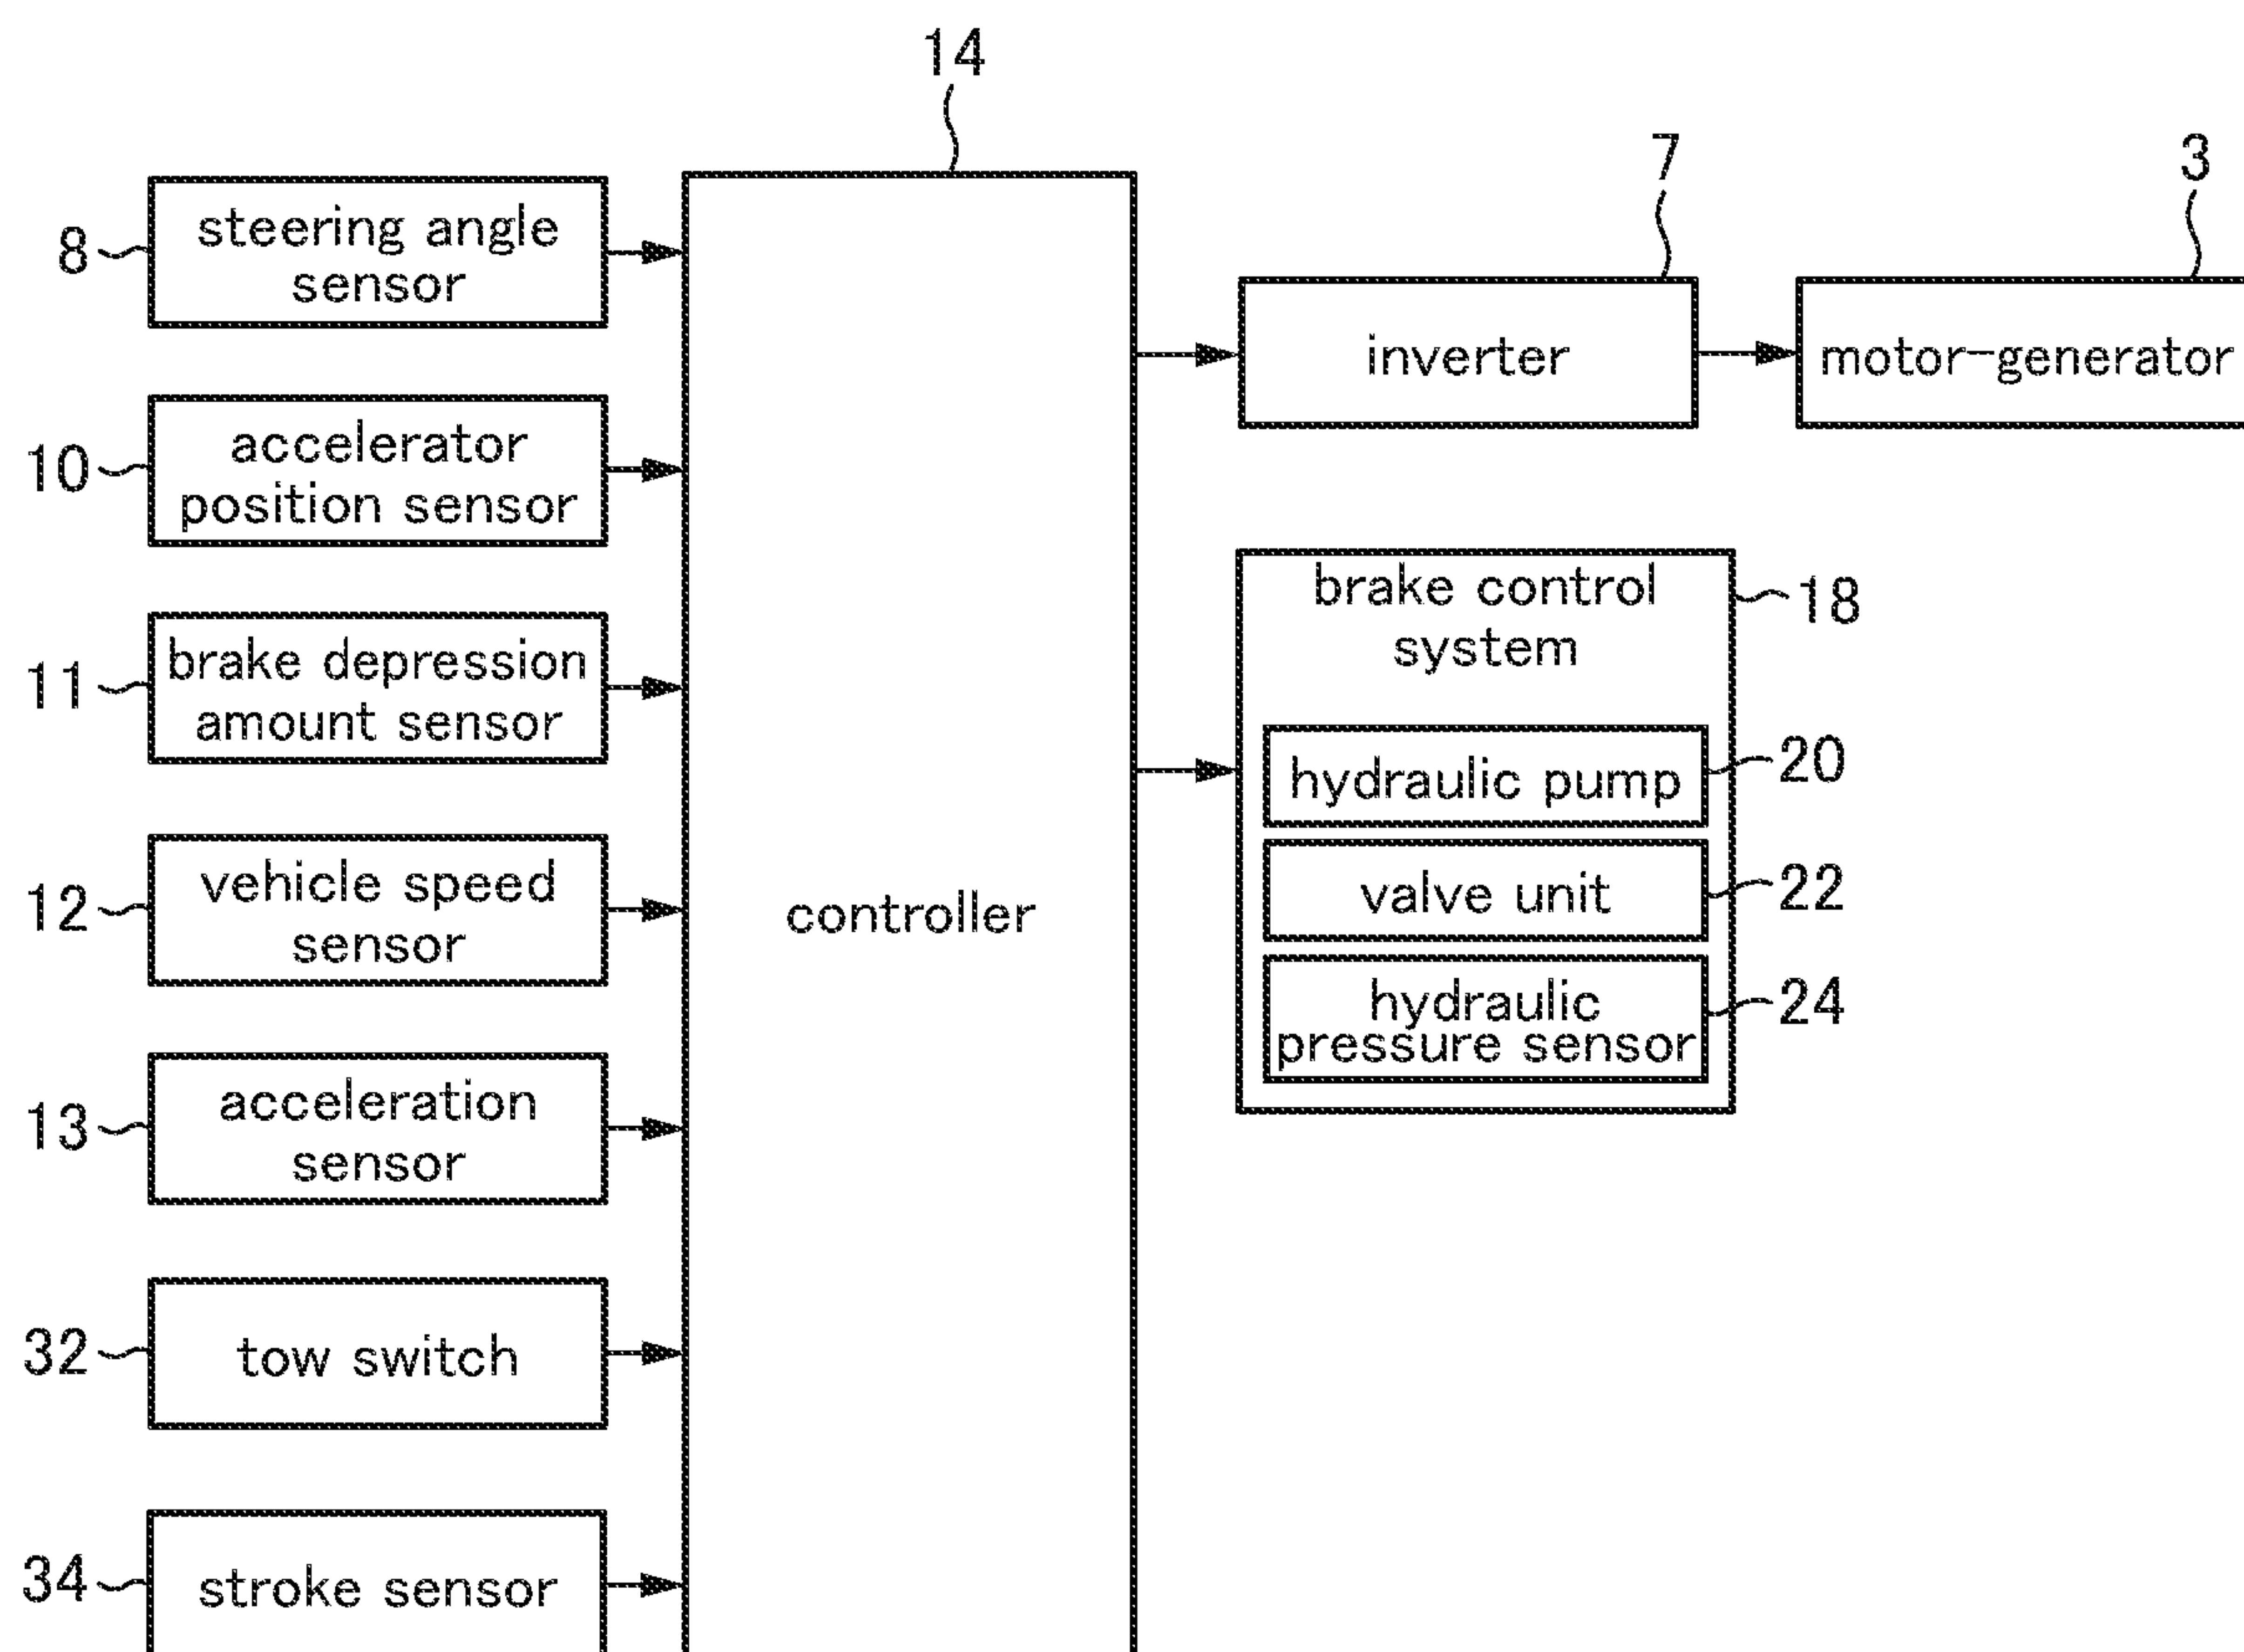 14
7
3
8
steering angle
sensor
inverter
motor-generator
10
accelerator
position sensor
brake control
system
18
11
brake depression
amount sensor
hydraulic pump
20
12
vehicle speed
sensor
controller
valve unit
22
hydraulic
pressure sensor
24
13
acceleration
sensor
32
tow switch
34
stroke sensor